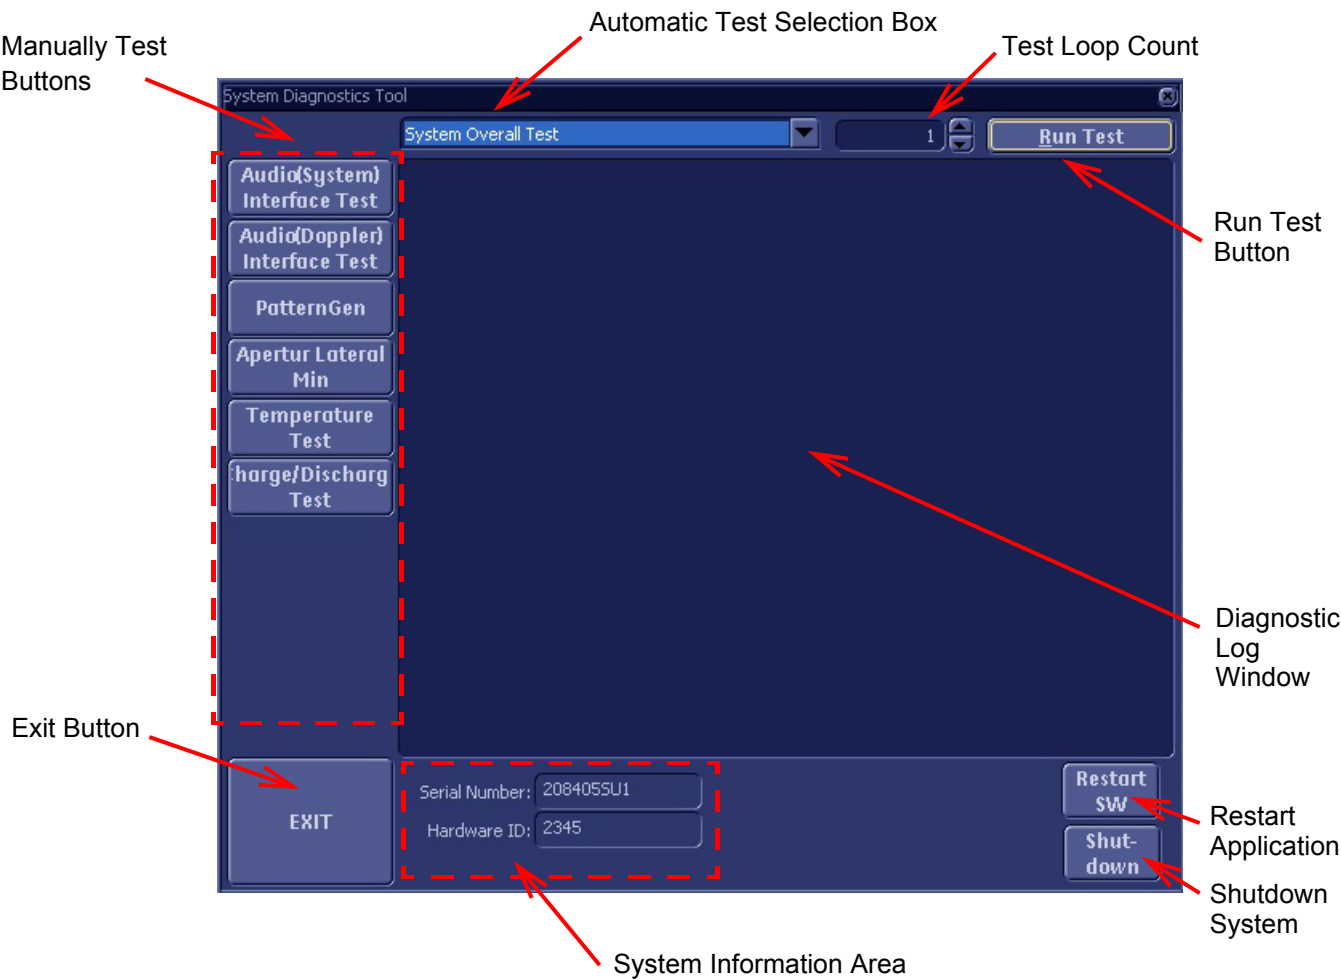 Automatic Test Selection Box
Manually Test
Buttons
Test Loop Count
System Diagnostics Tool
System Overall Test
1
Run Test
Audio(System)
Interface Test
Audio(Doppler)
Interface Test
PatternGen
Apertur Lateral
Min
Temperature
Test
harge/Discharg
Test
Run Test
Button
Diagnostic
Log
Window
Exit Button
EXIT
Serial Number: 208405SU1
Hardware ID: 2345
Restart
SW
Shut-
down
Restart
Application
Shutdown
System
System Information Area